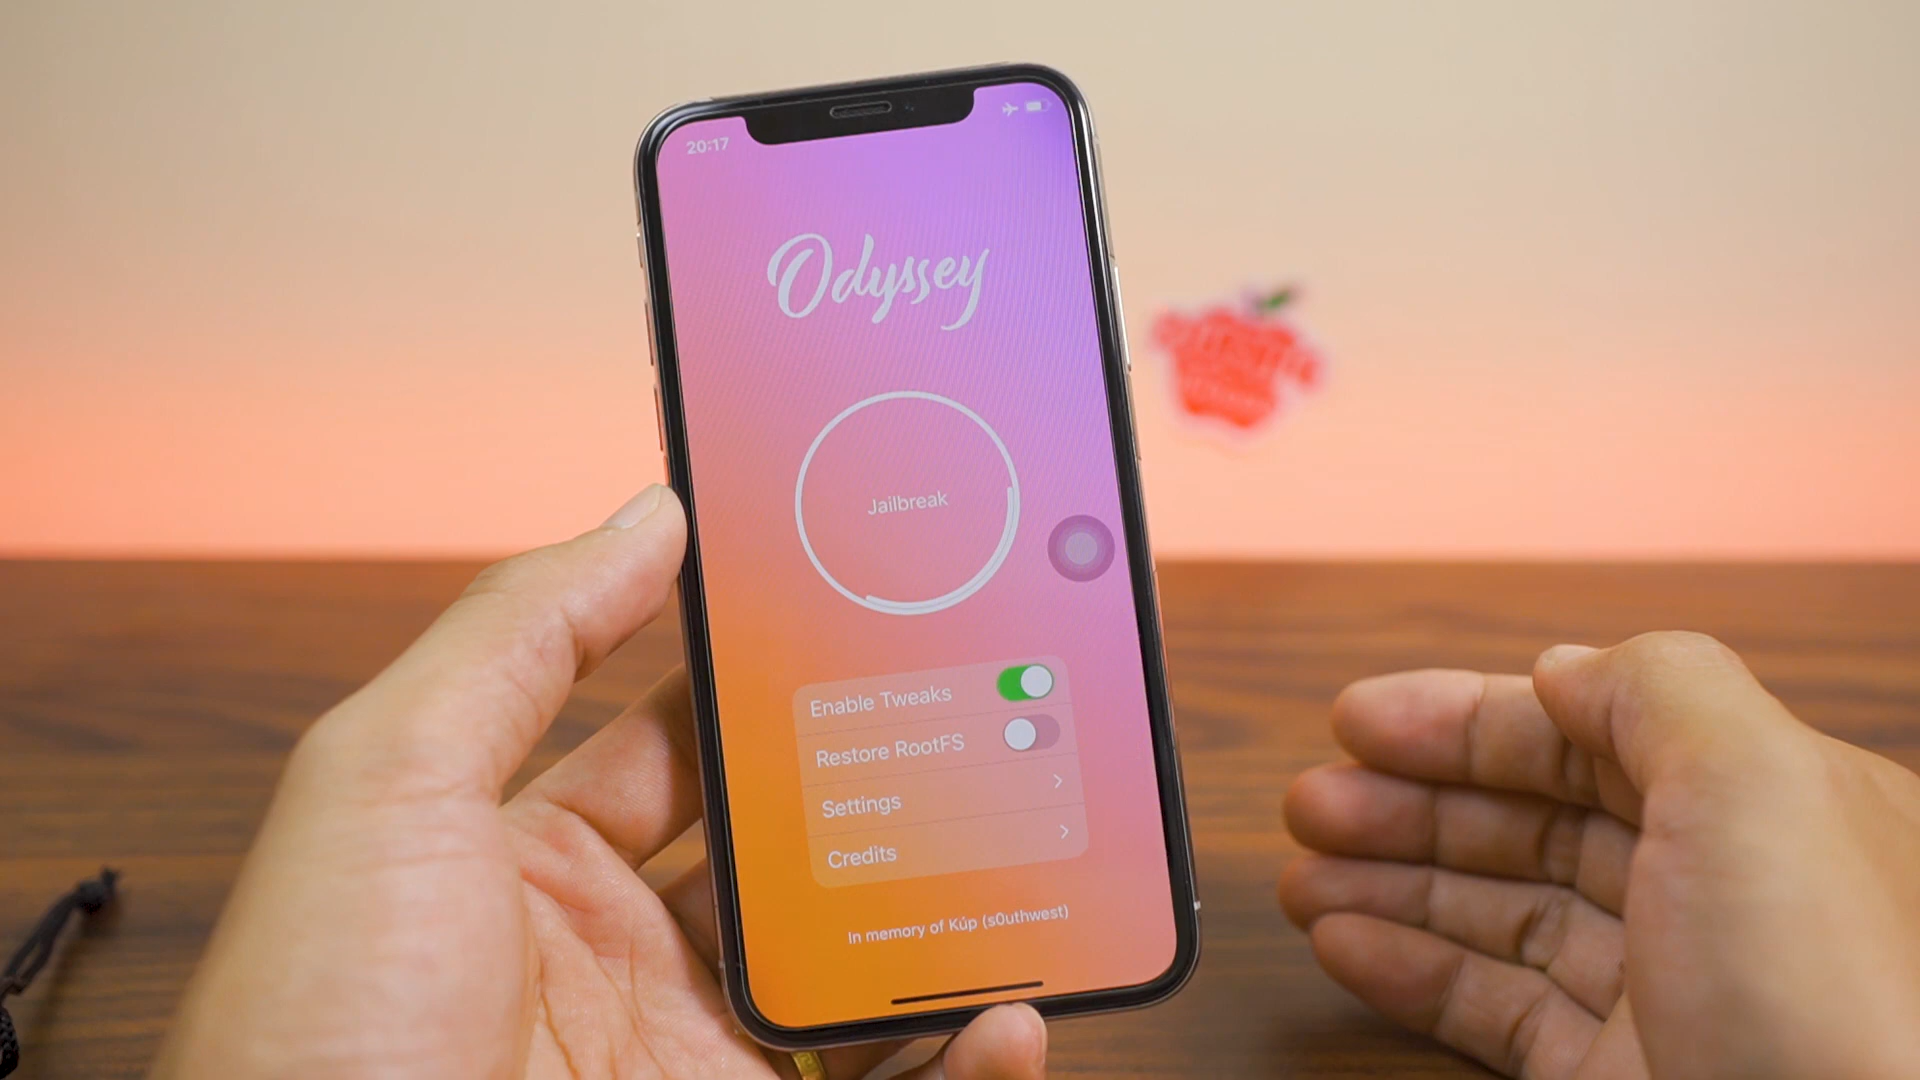 20:17
Odyssey
Jailbreak
Enable Tweaks
Restore RootFS
Settings
Credits
In memory of Kúp (s0uthwest)